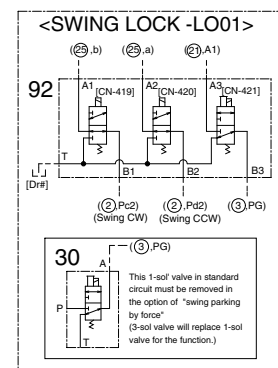 <SWING LOCK -LO01>
(25,b) (25,a) (21,A1)
92
A1 [CN-419] A2 [CN-420] A3 [CN-421]
T
[Dr#]
B1 B2 B3
(2,Pc2) (2,Pd2) (3,PG)
(Swing CW) (Swing CCW)
30
(3,PG)
A
P
T
This 1-sol' valve in standard
circuit must be removed in
the option of "swing parking
by force"
(3-sol valve will replace 1-sol
valve for the function.)